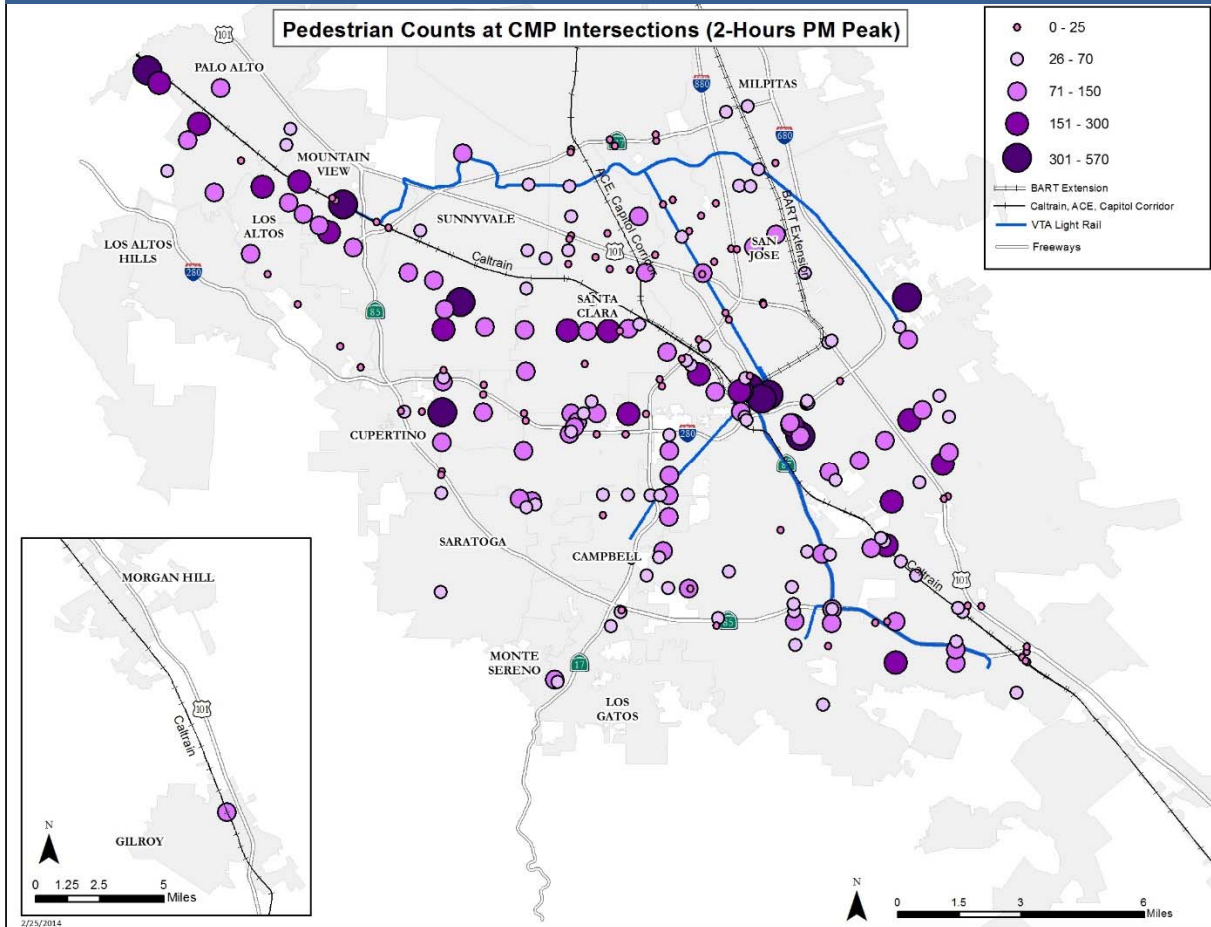 Pedestrian Counts at CMP Intersections (2-Hours PM Peak)
0 - 25
26 - 70
71 - 150
151 - 300
301 - 570
BART Extension
Caltrain, ACE, Capitol Corridor
VTA Light Rail
Freeways
101
PALO ALTO
880
MILPITAS
680
MOUNTAIN
VIEW
SUNNYVALE
ACE, Capitol Corridor
BART Extension
LOS
ALTOS
LOS ALTOS
HILLS
280
101
SAN
JOSE
Caltrain
85
SANTA
CLARA
CUPERTINO
280
87
SARATOGA
CAMPBELL
Caltrain
101
85
MONTE
SERENO
17
LOS
GATOS
MORGAN HILL
101
Caltrain
GILROY
N
0 1.25 2.5 5
Miles
N
0 1.5 3 6
Miles
2/25/2014